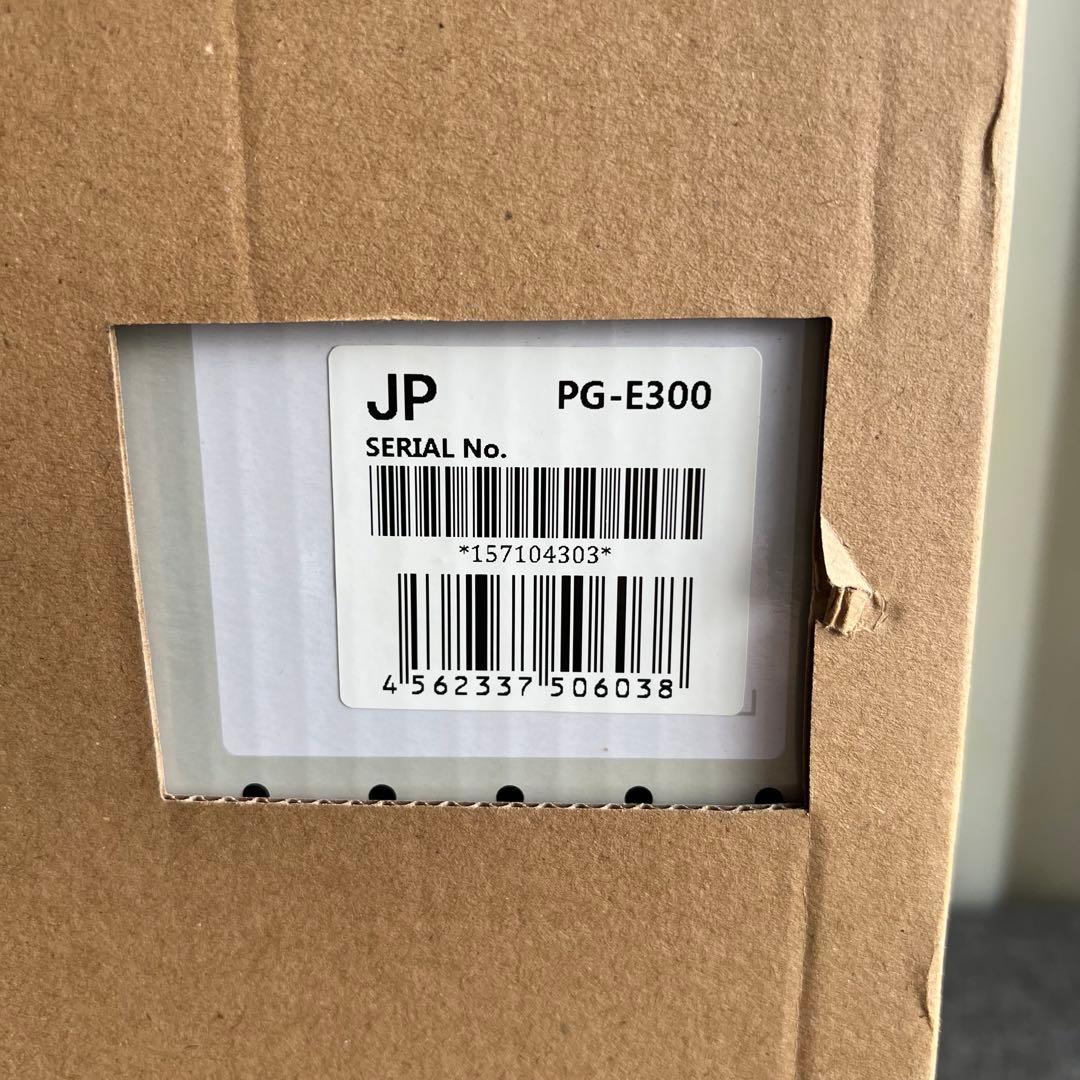 JP PG-E300
SERIAL No.
*157104303*
4 562337 506038